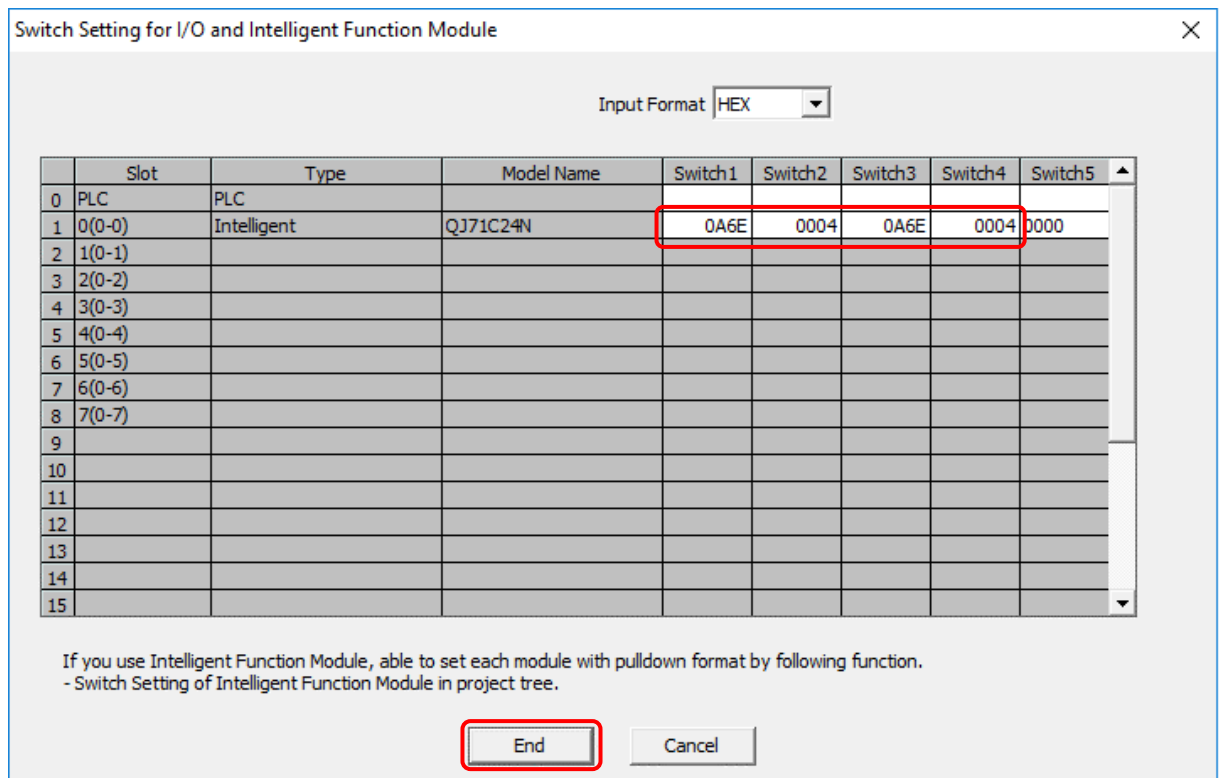 Switch Setting for I/O and Intelligent Function Module
Input Format HEX
Slot Type Model Name Switch1 Switch2 Switch3 Switch4 Switch5
0 PLC PLC
1 0(0-0) Intelligent QJ71C24N 0A6E 0004 0A6E 0004 0000
2 1(0-1)
3 2(0-2)
4 3(0-3)
5 4(0-4)
6 5(0-5)
7 6(0-6)
8 7(0-7)
9
10
11
12
13
14
15
If you use Intelligent Function Module, able to set each module with pulldown format by following function.
- Switch Setting of Intelligent Function Module in project tree.
End Cancel